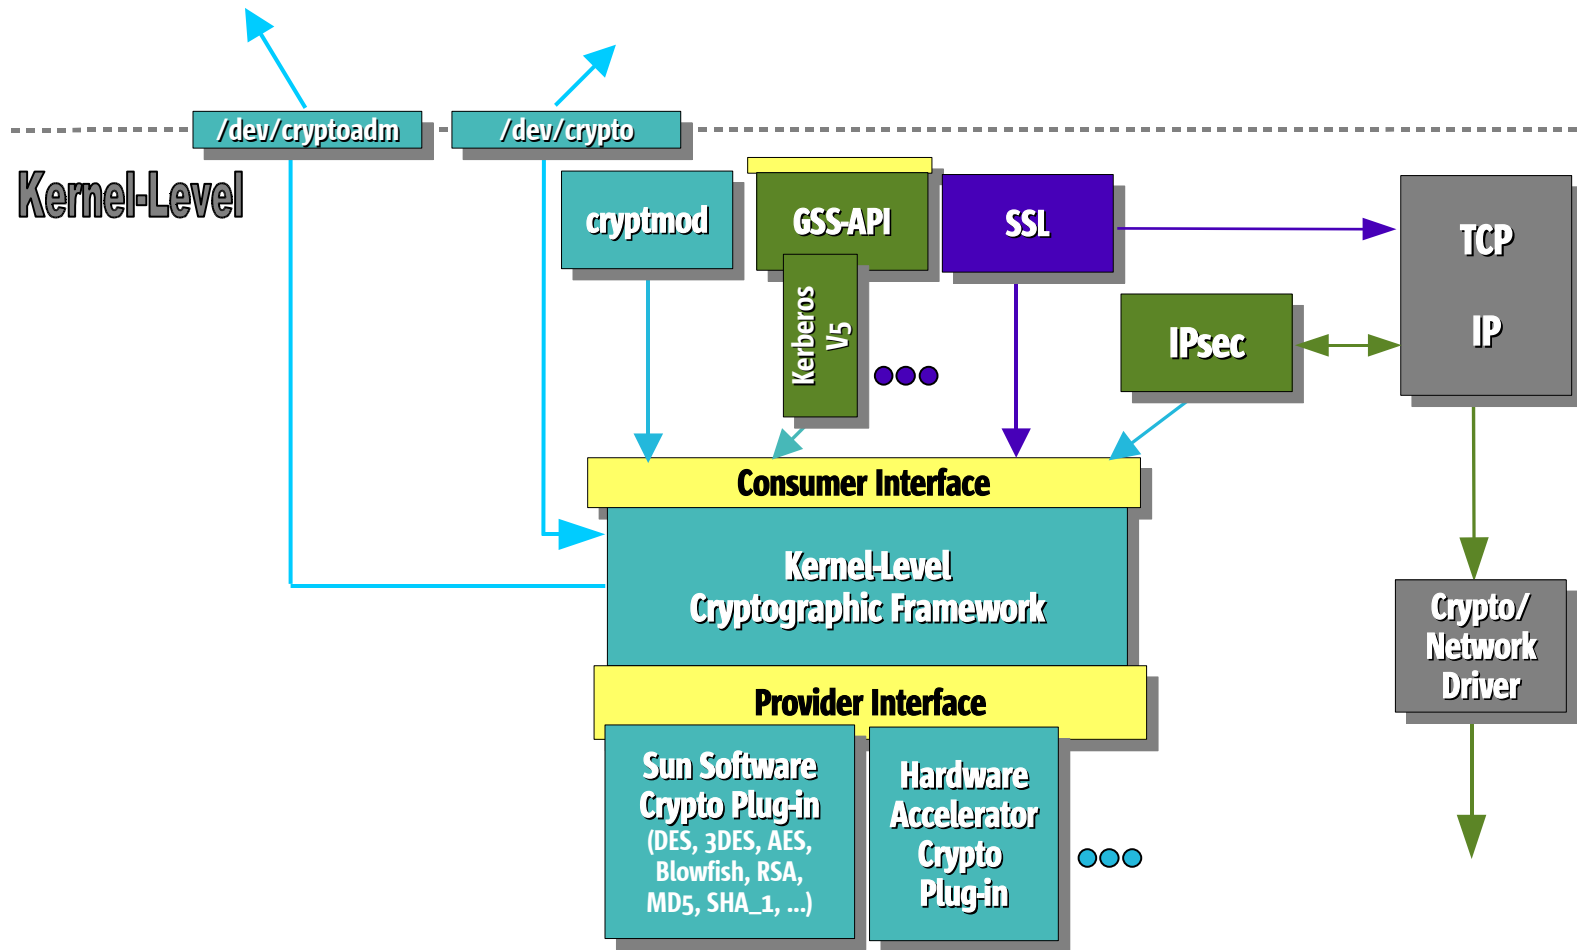 /dev/cryptoadm
/dev/crypto
Kernel-Level
cryptmod
GSS-API
SSL
TCP
IP
Kerberos
V5
IPsec
Consumer Interface
Kernel-Level
Cryptographic Framework
Provider Interface
Crypto/
Network
Driver
Sun Software
Crypto Plug-in
(DES, 3DES, AES,
Blowfish, RSA,
MD5, SHA_1, ...)
Hardware
Accelerator
Crypto
Plug-in